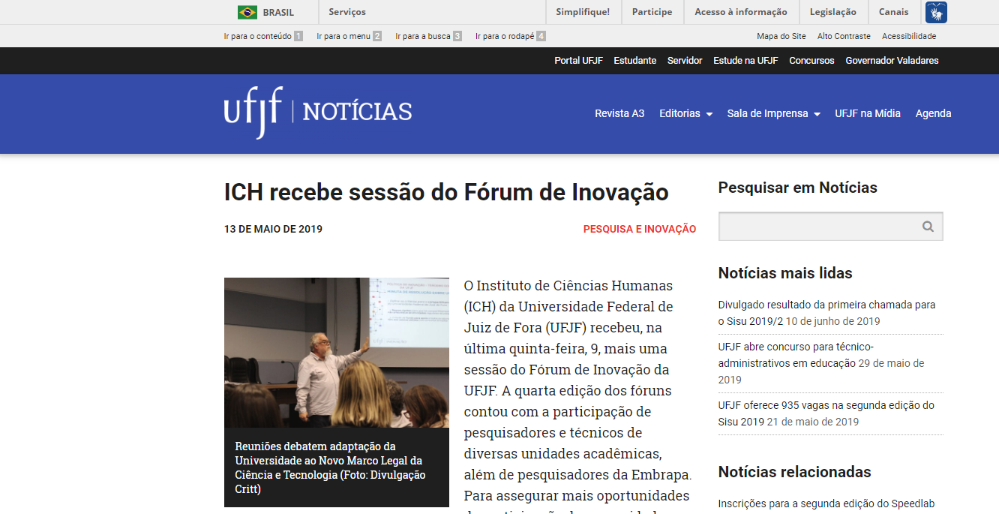 BRASIL
Serviços
Simplifique!
Participe
Acesso à informação
Legislação
Canais
Ir para o conteúdo 1
Ir para o menu 2
Ir para a busca 3
Ir para o rodapé 4
Mapa do Site
Alto Contraste
Acessibilidade
Portal UFJF
Estudante
Servidor
Estude na UFJF
Concursos
Governador Valadares
ufjf | NOTÍCIAS
Revista A3
Editorias
Sala de Imprensa
UFJF na Mídia
Agenda
ICH recebe sessão do Fórum de Inovação
13 DE MAIO DE 2019
PESQUISA E INOVAÇÃO
Reuniões debatem adaptação da
Universidade ao Novo Marco Legal da
Ciência e Tecnologia (Foto: Divulgação
Critt)
O Instituto de Ciências Humanas
(ICH) da Universidade Federal de
Juiz de Fora (UFJF) recebeu, na
última quinta-feira, 9, mais uma
sessão do Fórum de Inovação da
UFJF. A quarta edição dos fóruns
contou com a participação de
pesquisadores e técnicos de
diversas unidades acadêmicas,
além de pesquisadores da Embrapa.
Para assegurar mais oportunidades
Pesquisar em Notícias
Notícias mais lidas
Divulgado resultado da primeira chamada para
o Sisu 2019/2 10 de junho de 2019
UFJF abre concurso para técnico-
administrativos em educação 29 de maio de
2019
UFJF oferece 935 vagas na segunda edição do
Sisu 2019 21 de maio de 2019
Notícias relacionadas
Inscrições para a segunda edição do Speedlab